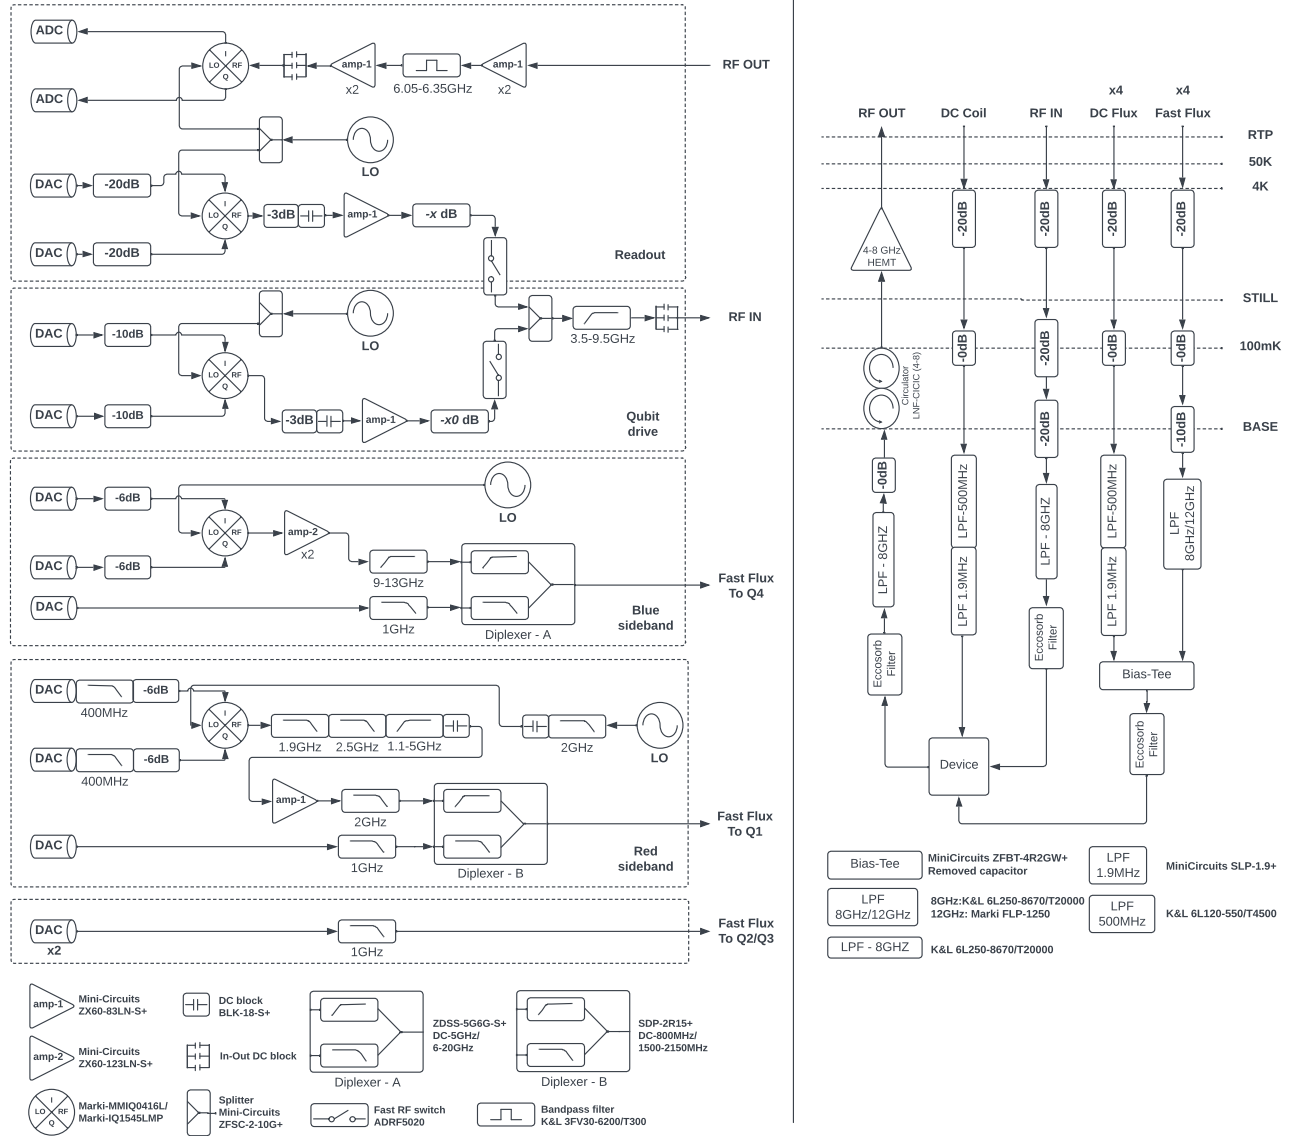 ADC
I
LO RF
Q
amp-1
x2
6.05-6.35GHz
amp-1
x2
RF OUT
ADC
LO
DAC
-20dB
I
LO RF
Q
-3dB
amp-1
-x dB
DAC
-20dB
Readout
LO
DAC
-10dB
I
LO RF
Q
3.5-9.5GHz
RF IN
DAC
-10dB
-3dB
amp-1
-x0 dB
Qubit
drive
LO
DAC
-6dB
I
LO RF
Q
amp-2
x2
DAC
-6dB
9-13GHz
DAC
1GHz
Diplexer - A
Blue
sideband
Fast Flux
To Q4
DAC
400MHz
-6dB
I
LO RF
Q
1.9GHz
2.5GHz
1.1-5GHz
2GHz
LO
DAC
400MHz
-6dB
amp-1
2GHz
DAC
1GHz
Diplexer - B
Red
sideband
Fast Flux
To Q1
DAC
x2
1GHz
Fast Flux
To Q2/Q3
amp-1
Mini-Circuits
ZX60-83LN-S+
DC block
BLK-18-S+
ZDSS-5G6G-S+
DC-5GHz/
6-20GHz
Diplexer - A
SDP-2R15+
DC-800MHz/
1500-2150MHz
Diplexer - B
amp-2
Mini-Circuits
ZX60-123LN-S+
In-Out DC block
I
LO RF
Q
Marki-MMIQ0416L/
Marki-IQ1545LMP
Splitter
Mini-Circuits
ZFSC-2-10G+
Fast RF switch
ADRF5020
Bandpass filter
K&L 3FV30-6200/T300
RF OUT
DC Coil
RF IN
x4
DC Flux
x4
Fast Flux
RTP
50K
4K
-20dB
-20dB
-20dB
-20dB
4-8 GHz
HEMT
STILL
-0dB
-20dB
-0dB
-0dB
100mK
Circulator
LNF-CICIC (4-8)
-20dB
-10dB
BASE
-0dB
LPF - 8GHZ
Eccosorb
Filter
LPF-500MHz
LPF 1.9MHz
LPF - 8GHZ
Eccosorb
Filter
LPF-500MHz
LPF 1.9MHz
LPF
8GHz/12GHz
Bias-Tee
Eccosorb
Filter
Device
Bias-Tee
MiniCircuits ZFBT-4R2GW+
Removed capacitor
LPF
1.9MHz
MiniCircuits SLP-1.9+
LPF
8GHz/12GHz
8GHz:K&L 6L250-8670/T20000
12GHz: Marki FLP-1250
LPF
500MHz
K&L 6L120-550/T4500
LPF - 8GHZ
K&L 6L250-8670/T20000